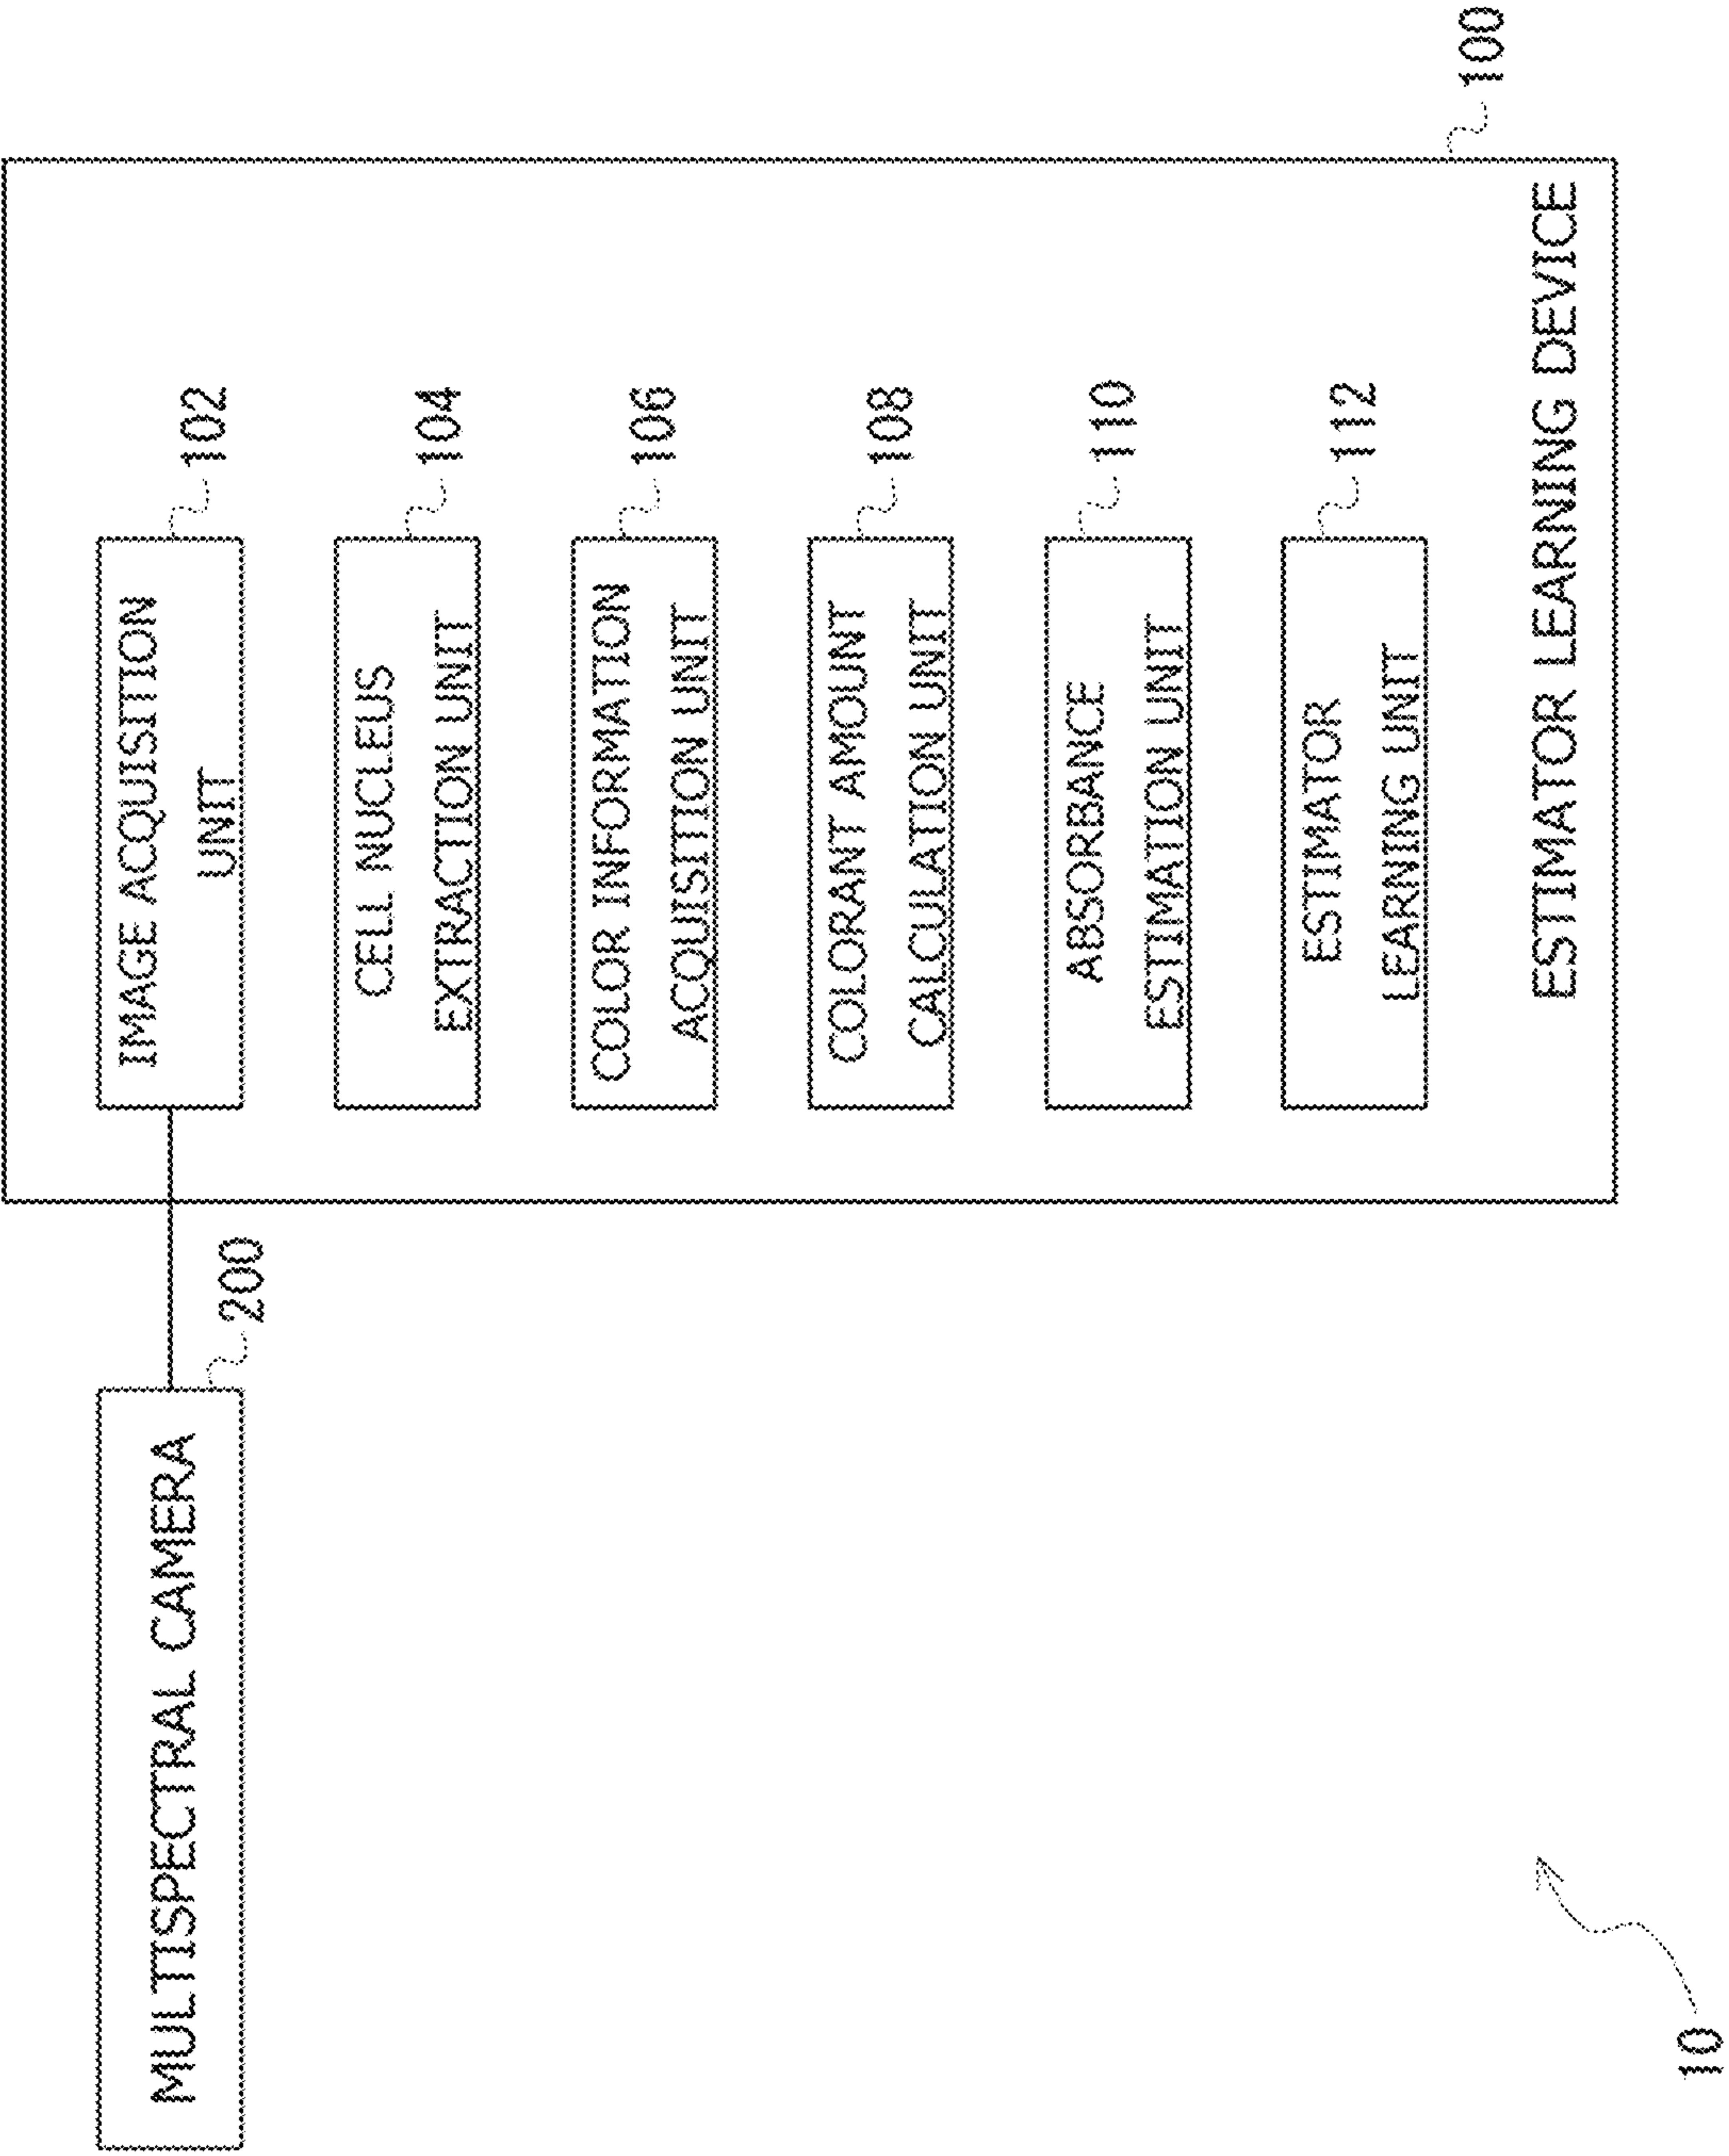 MULTISPECTRAL CAMERA
200
IMAGE ACQUISITION
UNIT
102
CELL NUCLEUS
EXTRACTION UNIT
104
COLOR INFORMATION
ACQUISITION UNIT
106
COLORANT AMOUNT
CALCULATION UNIT
108
ABSORBANCE
ESTIMATION UNIT
110
ESTIMATOR
LEARNING UNIT
112
ESTIMATOR LEARNING DEVICE
100
10